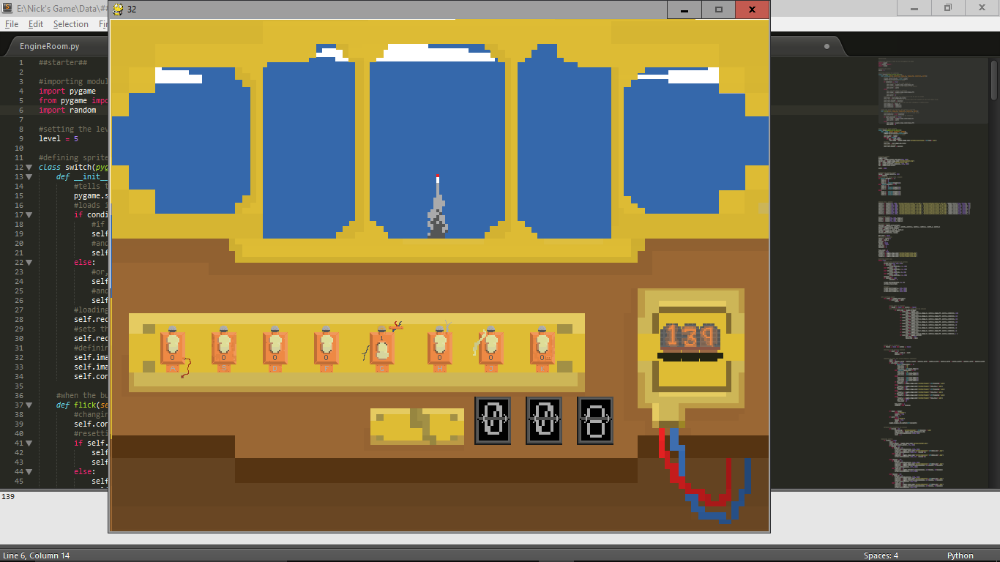 E:\Nick's Game\Data\##
32
File Edit Selection Fi
EngineRoom.py
1 ##starter##
2
3 #importing modul
4 import pygame
5 from pygame impo
6 import random
7
8 #setting the lev
9 level = 5
10
11 #defining sprite
12 class switch(pyg
13 def __init__
14 #tells t
15 pygame.s
16 #loads i
17 if condi
18 #if
19 self
20 #and
21 self
22 else:
23 #or,
24 self
25 #and
26 self
27 #loading
28 self.rec
29 #sets th
30 self.rec
31 #definin
32 self.ima
33 self.ima
34 self.con
35
36 #when the bu
37 def flick(se
38 #changin
39 self.con
40 #resetti
41 if self.
42 self
43 self
44 else:
45 self
139
0 0 0 0 1 0 0 0
0 0 8
139
Line 6, Column 14
Spaces: 4
Python